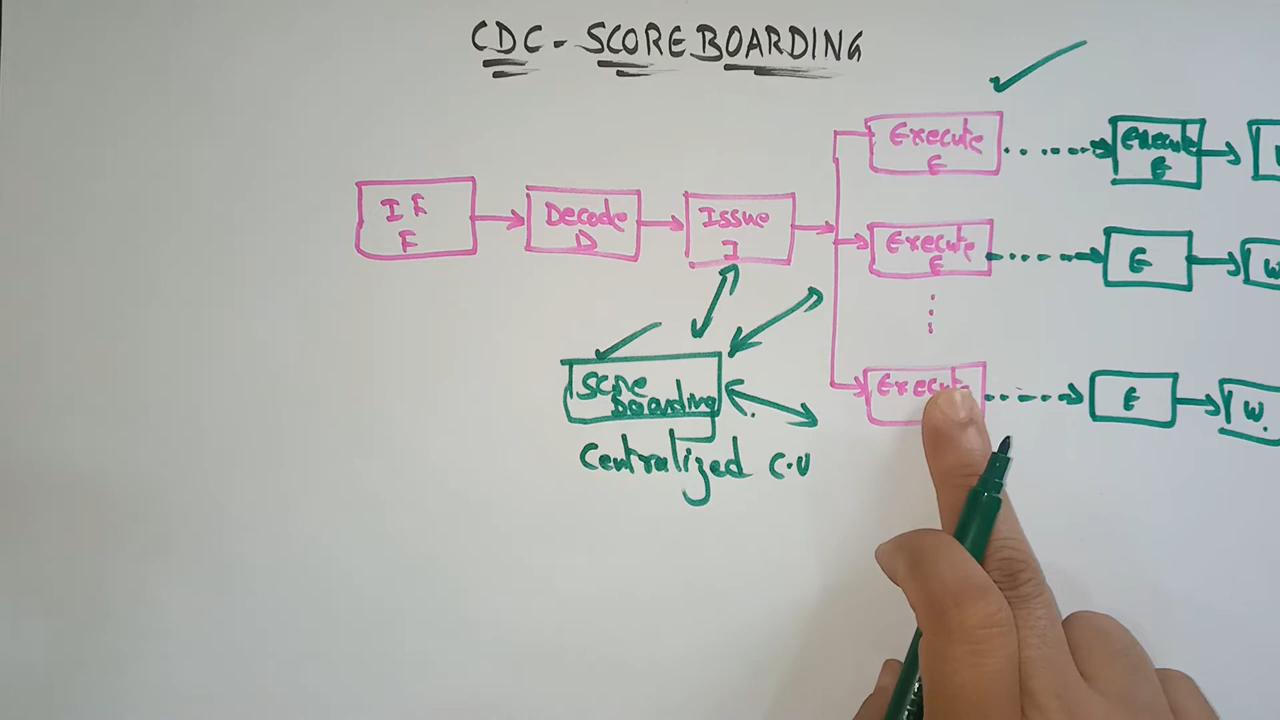 CDC - SCOREBOARDING
Execute
E
Execute
E
IF
F
Decode
D
Issue
I
Execute
E
E
W
Score
Boarding
Execute
E
W.
Centralized C.U